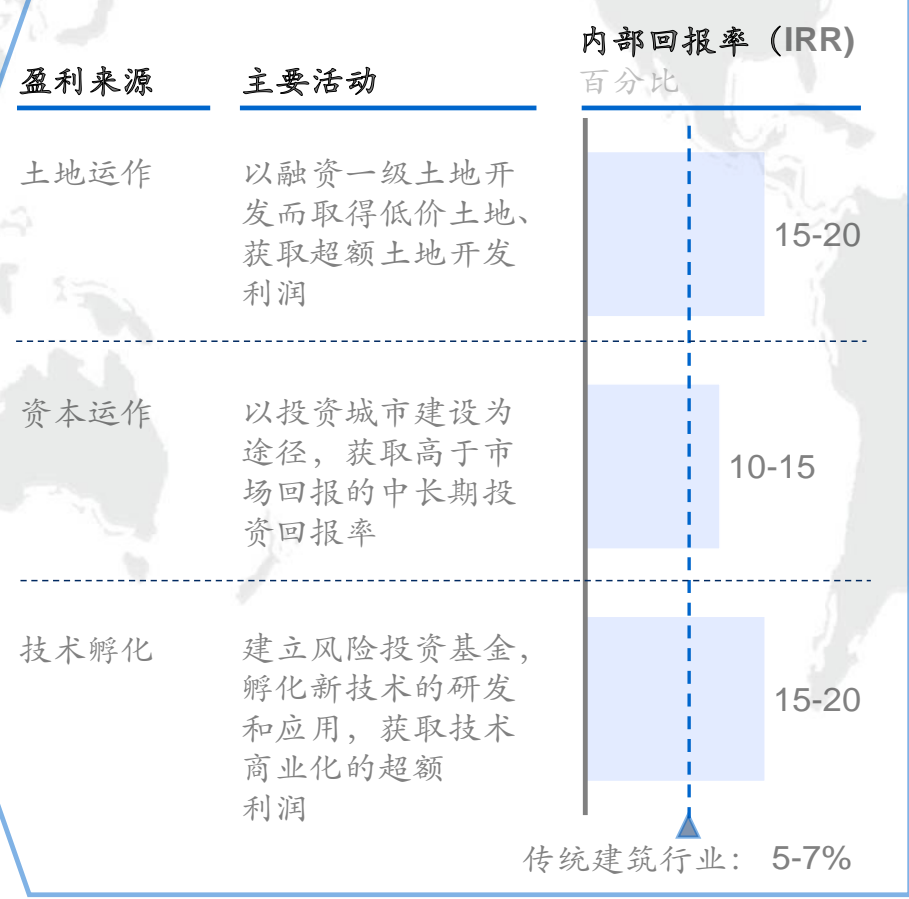 盈利来源
主要活动
内部回报率（IRR)
百分比
土地运作
以融资一级土地开
发而取得低价土地、
获取超额土地开发
利润
15-20
资本运作
以投资城市建设为
途径，获取高于市
场回报的中长期投
资回报率
10-15
技术孵化
建立风险投资基金，
孵化新技术的研发
和应用，获取技术
商业化的超额
利润
15-20
传统建筑行业： 5-7%